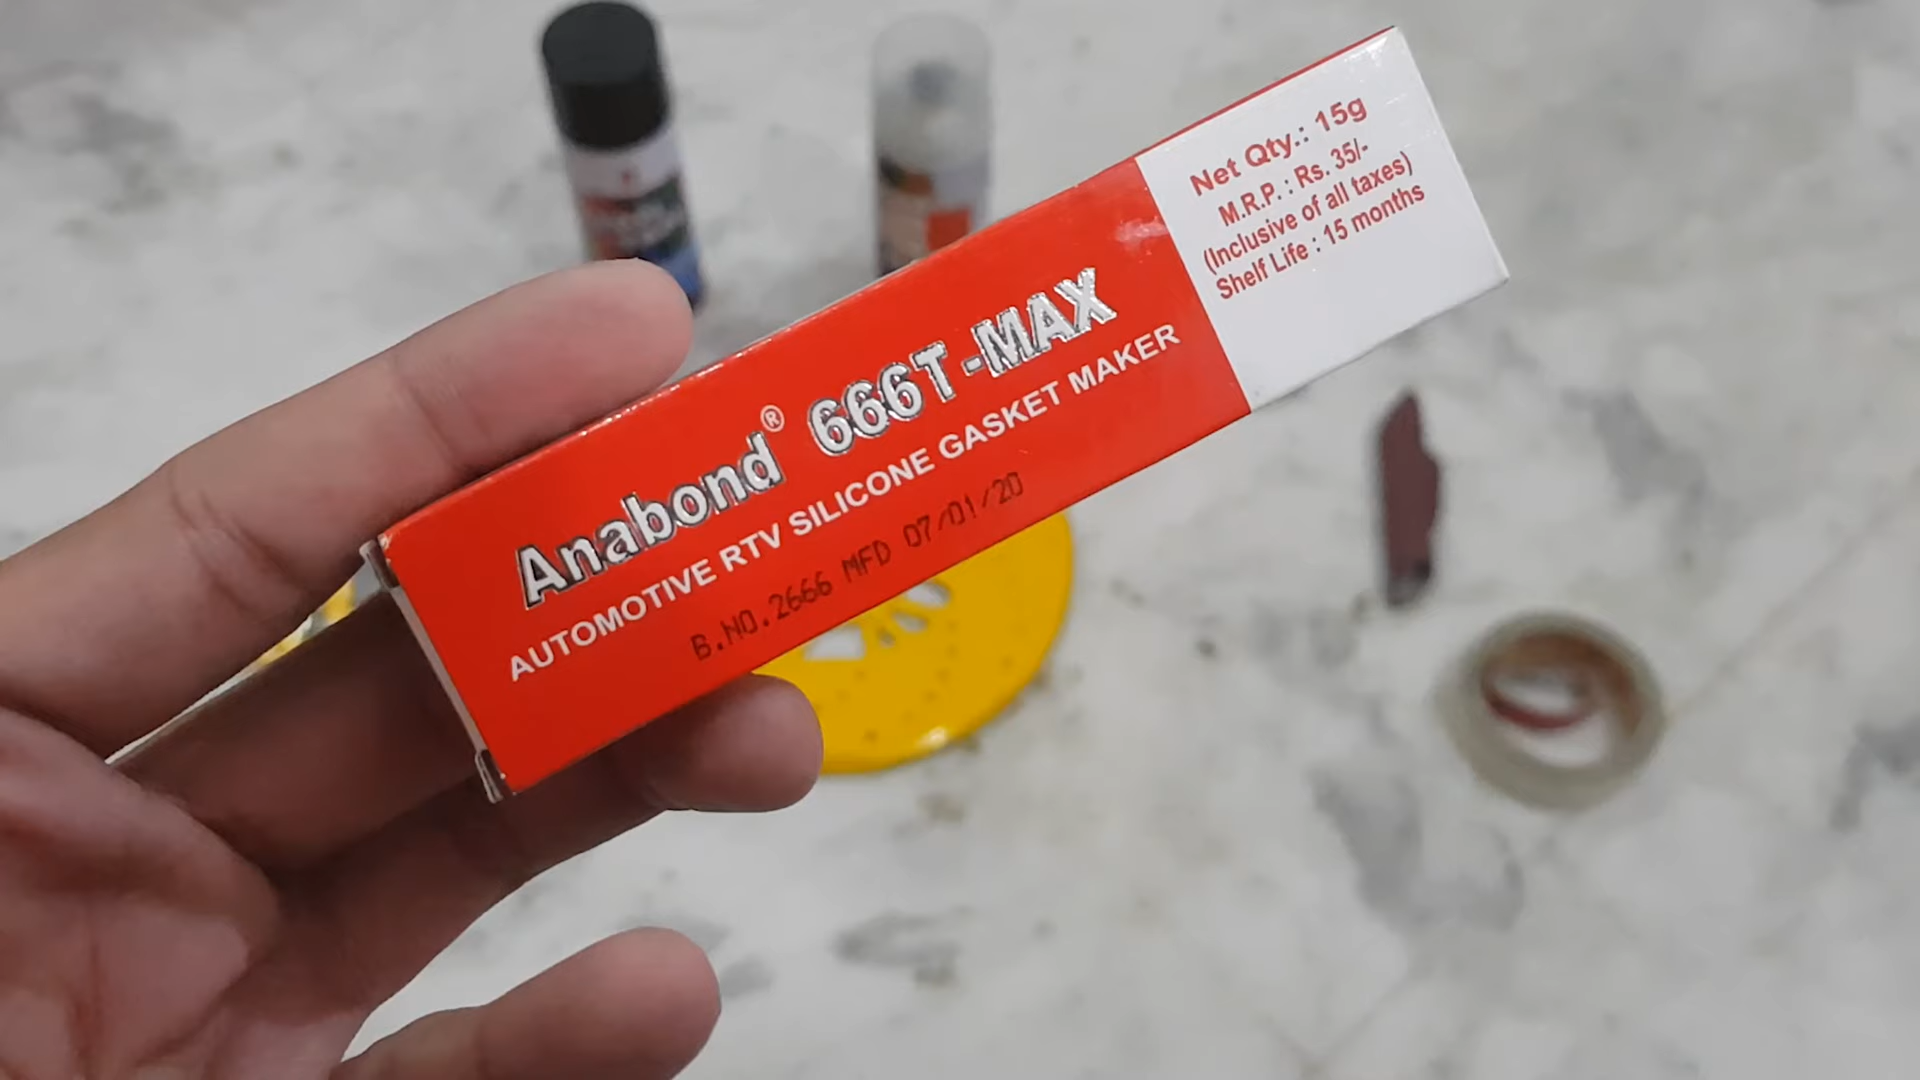 Anabond® 666T-MAX
AUTOMOTIVE RTV SILICONE GASKET MAKER
B.NO.2666 MFD 07/01/20
Net Qty.: 15g
M.R.P. : Rs. 35/-
(Inclusive of all taxes)
Shelf Life : 15 months